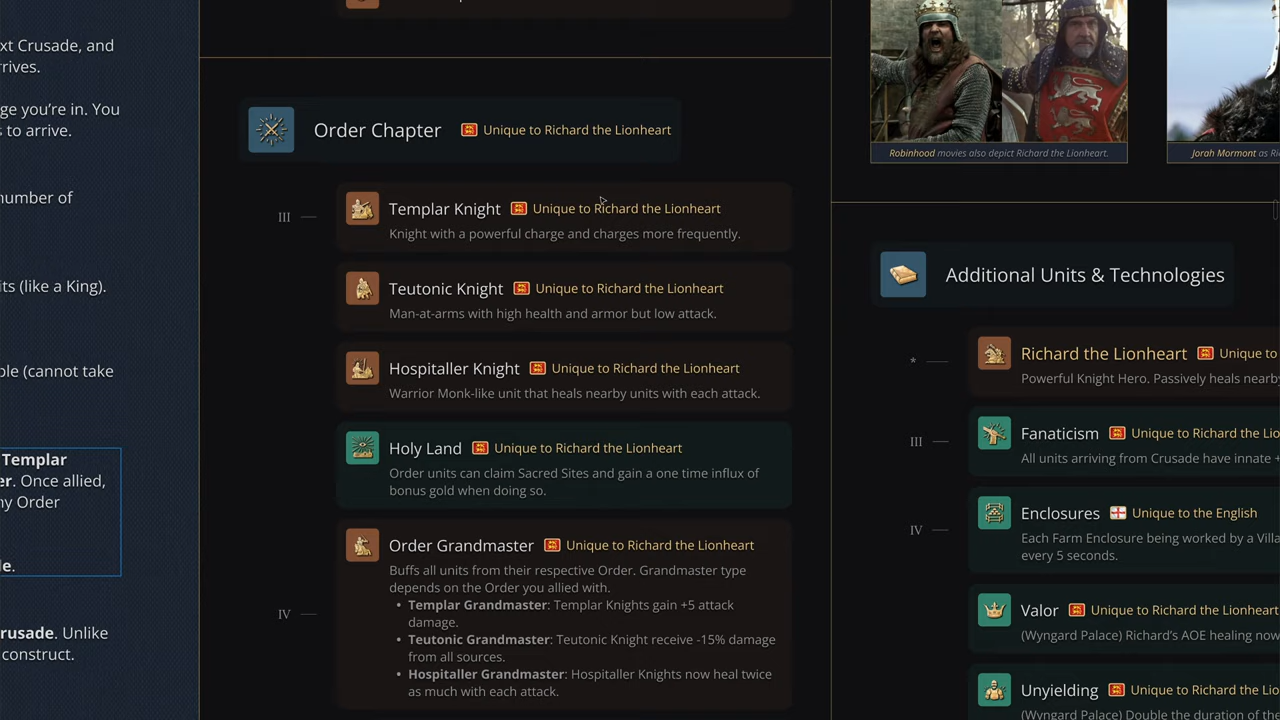 xt Crusade, and
rrives.
ge you're in. You
s to arrive.
number of
its (like a King).
ple (cannot take
Templar
er. Once allied,
ny Order
le.
rusade. Unlike
construct.
Order Chapter Unique to Richard the Lionheart
III
Templar Knight Unique to Richard the Lionheart
Knight with a powerful charge and charges more frequently.
Teutonic Knight Unique to Richard the Lionheart
Man-at-arms with high health and armor but low attack.
Hospitaller Knight Unique to Richard the Lionheart
Warrior Monk-like unit that heals nearby units with each attack.
Holy Land Unique to Richard the Lionheart
Order units can claim Sacred Sites and gain a one time influx of
bonus gold when doing so.
IV
Order Grandmaster Unique to Richard the Lionheart
Buffs all units from their respective Order. Grandmaster type
depends on the Order you allied with.
• Templar Grandmaster: Templar Knights gain +5 attack
damage.
• Teutonic Grandmaster: Teutonic Knight receive -15% damage
from all sources.
• Hospitaller Grandmaster: Hospitaller Knights now heal twice
as much with each attack.
Robinhood movies also depict Richard the Lionheart.
Jorah Mormont as Ri
Additional Units & Technologies
*
Richard the Lionheart Unique to
Powerful Knight Hero. Passively heals nearby
III
Fanaticism Unique to Richard the Lio
All units arriving from Crusade have innate +
IV
Enclosures Unique to the English
Each Farm Enclosure being worked by a Villa
every 5 seconds.
Valor Unique to Richard the Lionheart
(Wyngard Palace) Richard's AOE healing now
Unyielding Unique to Richard the Lio
(Wyngard Palace) Double the duration of the